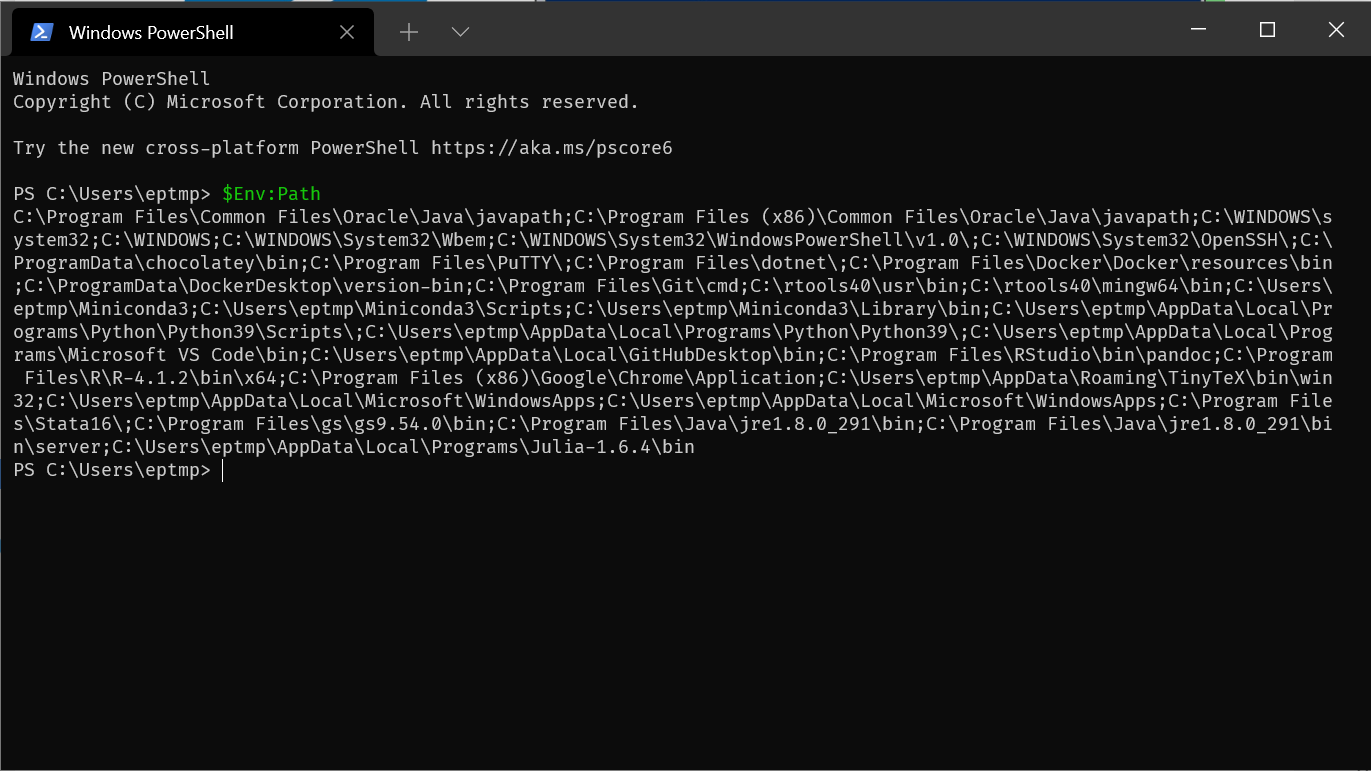 Windows PowerShell
Windows PowerShell
Copyright (C) Microsoft Corporation. All rights reserved.
Try the new cross-platform PowerShell https://aka.ms/pscore6
PS C:\Users\eptmp> $Env:Path
C:\Program Files\Common Files\Oracle\Java\javapath;C:\Program Files (x86)\Common Files\Oracle\Java\javapath;C:\WINDOWS\s
ystem32;C:\WINDOWS;C:\WINDOWS\System32\Wbem;C:\WINDOWS\System32\WindowsPowerShell\v1.0\;C:\WINDOWS\System32\OpenSSH\;C:\
ProgramData\chocolatey\bin;C:\Program Files\PuTTY\;C:\Program Files\dotnet\;C:\Program Files\Docker\Docker\resources\bin
;C:\ProgramData\DockerDesktop\version-bin;C:\Program Files\Git\cmd;C:\rtools40\usr\bin;C:\rtools40\mingw64\bin;C:\Users\
eptmp\Miniconda3;C:\Users\eptmp\Miniconda3\Scripts;C:\Users\eptmp\Miniconda3\Library\bin;C:\Users\eptmp\AppData\Local\Pr
ograms\Python\Python39\Scripts\;C:\Users\eptmp\AppData\Local\Programs\Python\Python39\;C:\Users\eptmp\AppData\Local\Prog
rams\Microsoft VS Code\bin;C:\Users\eptmp\AppData\Local\GitHubDesktop\bin;C:\Program Files\RStudio\bin\pandoc;C:\Program
 Files\R\R-4.1.2\bin\x64;C:\Program Files (x86)\Google\Chrome\Application;C:\Users\eptmp\AppData\Roaming\TinyTeX\bin\win
32;C:\Users\eptmp\AppData\Local\Microsoft\WindowsApps;C:\Users\eptmp\AppData\Local\Microsoft\WindowsApps;C:\Program File
s\Stata16\;C:\Program Files\gs\gs9.54.0\bin;C:\Program Files\Java\jre1.8.0_291\bin;C:\Program Files\Java\jre1.8.0_291\bi
n\server;C:\Users\eptmp\AppData\Local\Programs\Julia-1.6.4\bin
PS C:\Users\eptmp>